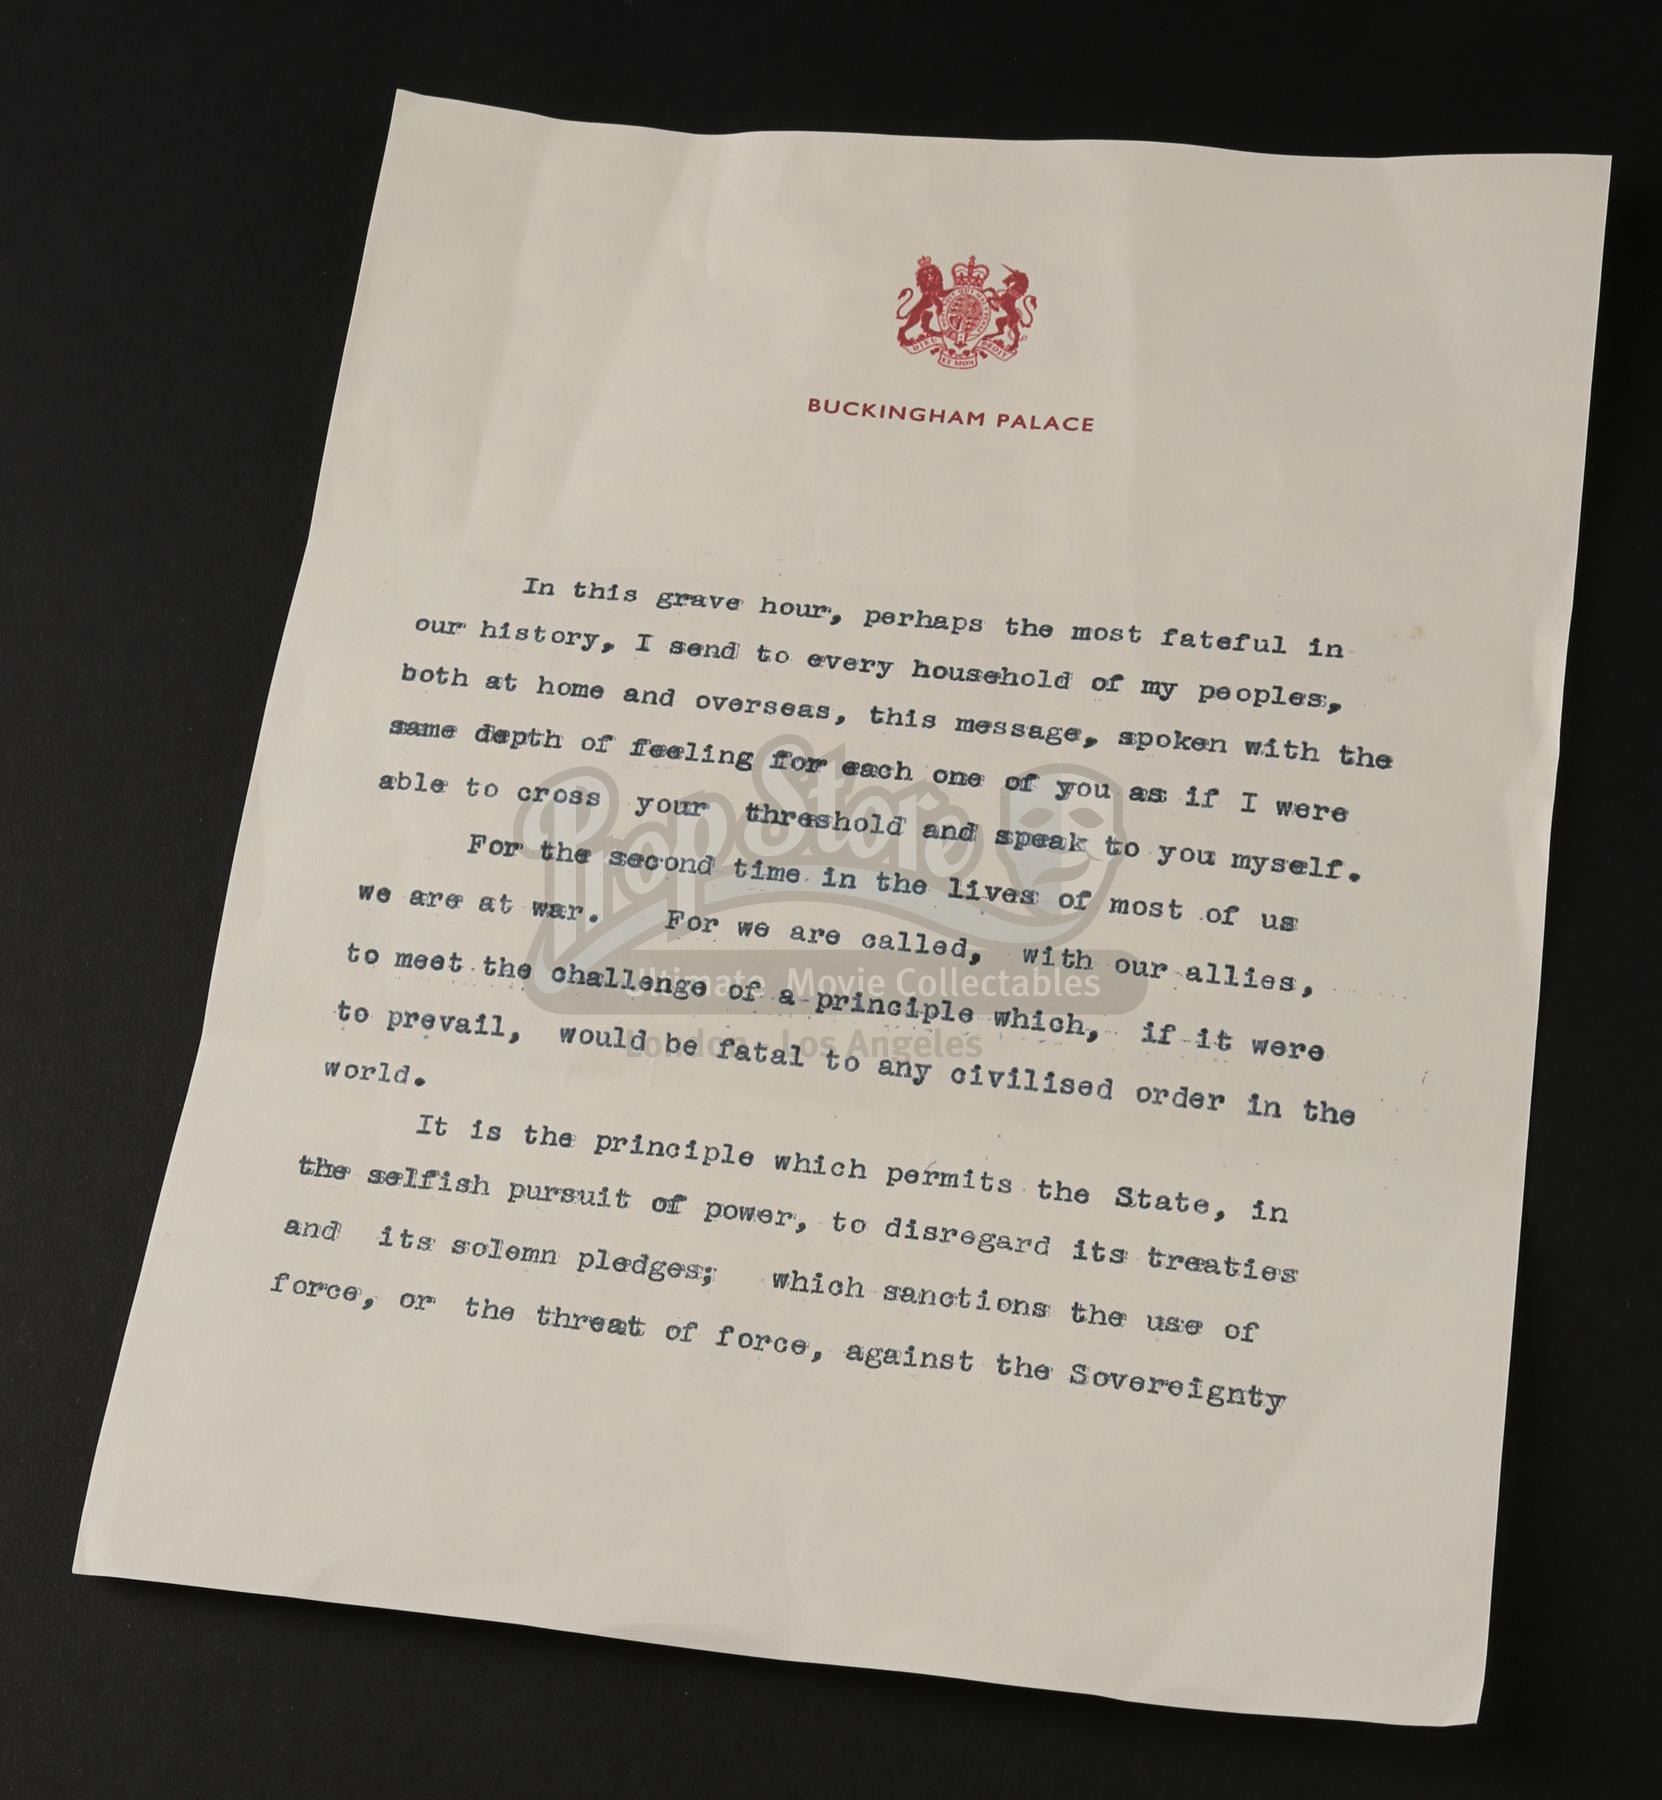 DIEU ET MON DROIT
BUCKINGHAM PALACE
In this grave hour, perhaps the most fateful in
our history, I send to every household of my peoples,
both at home and overseas, this message, spoken with the
same depth of feeling for each one of you as if I were
able to cross your threshold and speak to you myself.
For the second time in the lives of most of us
we are at war. For we are called, with our allies,
to meet the challenge of a principle which, if it were
to prevail, would be fatal to any civilised order in the
world.
It is the principle which permits the State, in
the selfish pursuit of power, to disregard its treaties
and its solemn pledges; which sanctions the use of
force, or the threat of force, against the Sovereignty
Prop Store
Ultimate Movie Collectables
London Los Angeles